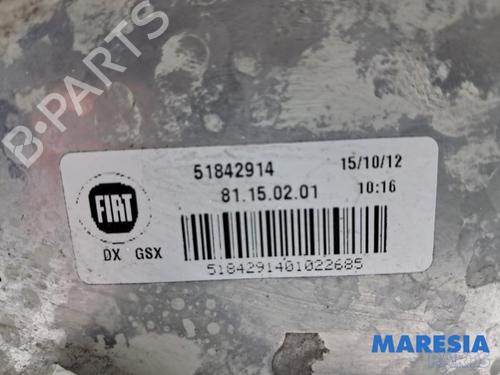 B-PARTS
51842914 15/10/12
81.15.02.01 10:16
FIAT
DX GSX
5184291401022685
MARESIA